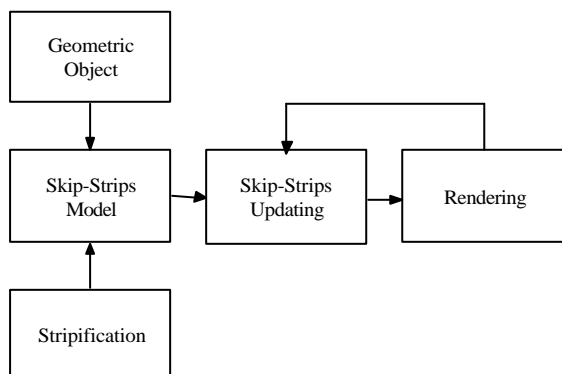 Geometric
Object
Skip-Strips
Model
Skip-Strips
Updating
Rendering
Stripification